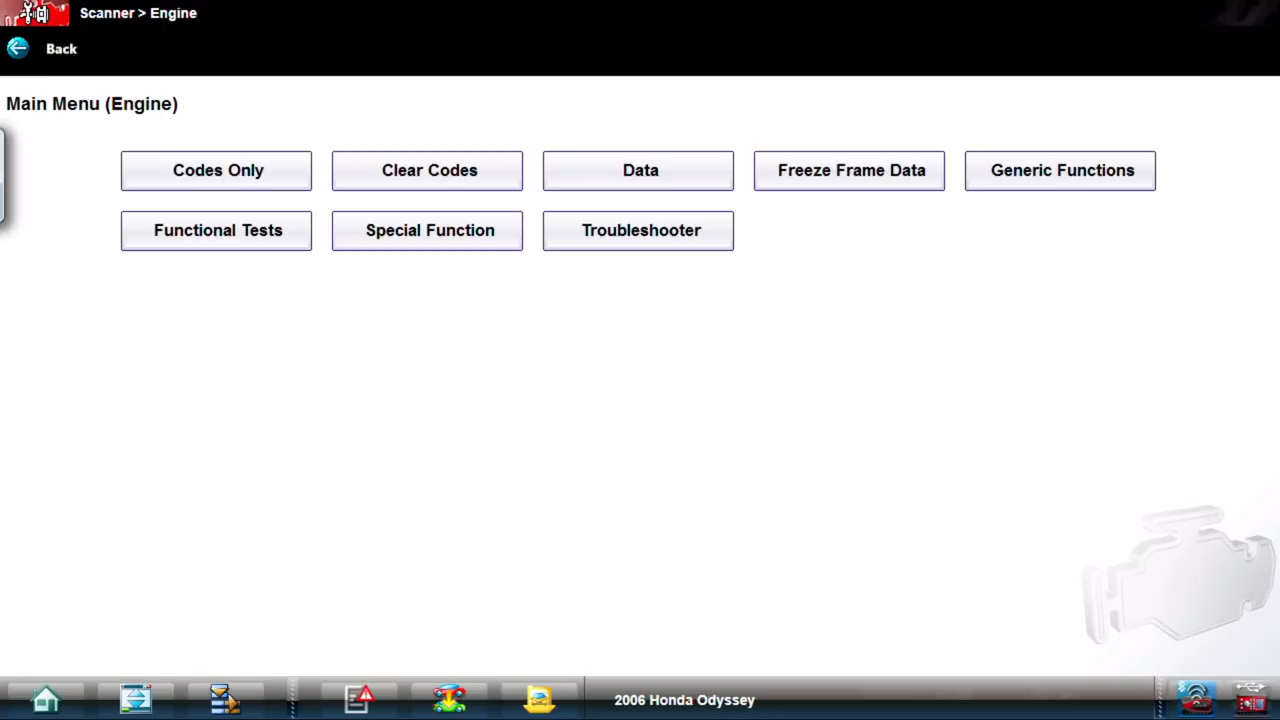 Scanner > Engine
Back
Main Menu (Engine)
Codes Only
Clear Codes
Data
Freeze Frame Data
Generic Functions
Functional Tests
Special Function
Troubleshooter
2006 Honda Odyssey